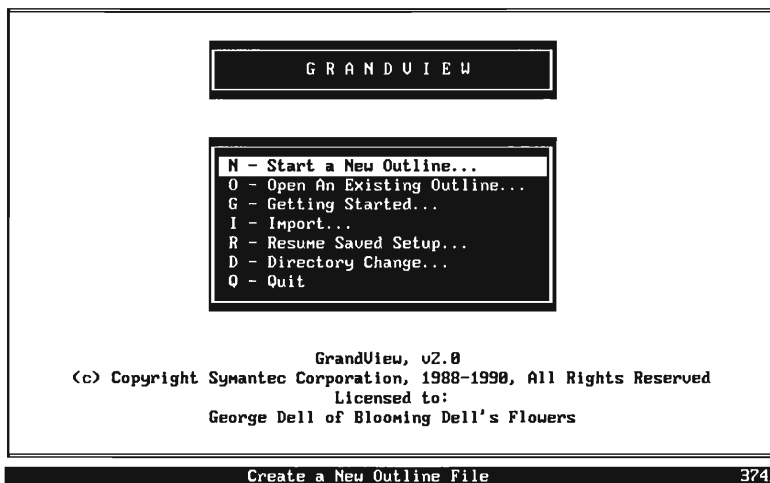 G R A N D V I E W
N - Start a New Outline...
O - Open An Existing Outline...
G - Getting Started...
I - Import...
R - Resume Saved Setup...
D - Directory Change...
Q - Quit
GrandView, v2.0
(c) Copyright Symantec Corporation, 1988-1990, All Rights Reserved
Licensed to:
George Dell of Blooming Dell's Flowers
Create a New Outline File 374